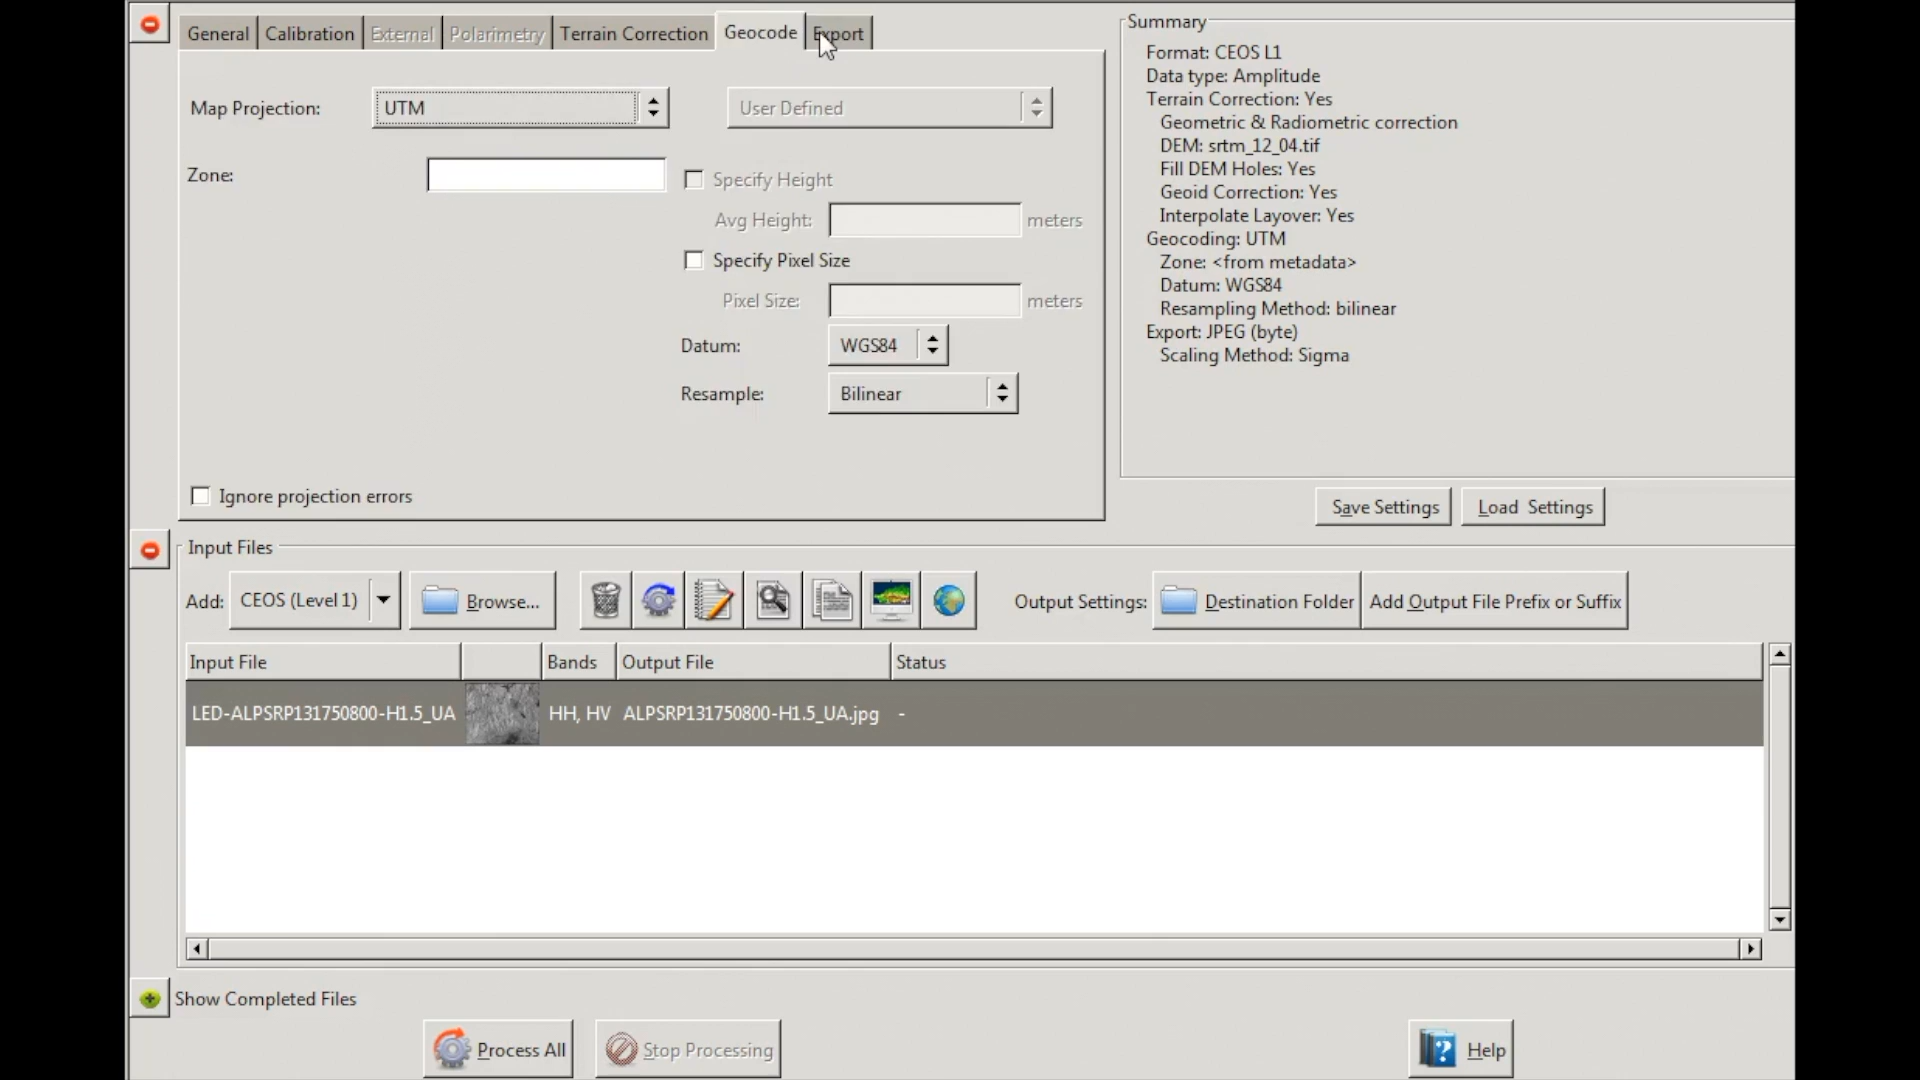 General Calibration External Polarimetry Terrain Correction Geocode Export
Map Projection: UTM User Defined
Zone:
Specify Height
Avg Height: meters
Specify Pixel Size
Pixel Size: meters
Datum: WGS84
Resample: Bilinear
Ignore projection errors
Summary
Format: CEOS L1
Data type: Amplitude
Terrain Correction: Yes
Geometric & Radiometric correction
DEM: srtm_12_04.tif
Fill DEM Holes: Yes
Geoid Correction: Yes
Interpolate Layover: Yes
Geocoding: UTM
Zone: <from metadata>
Datum: WGS84
Resampling Method: bilinear
Export: JPEG (byte)
Scaling Method: Sigma
Save Settings Load Settings
Input Files
Add: CEOS (Level 1) Browse... Output Settings: Destination Folder Add Output File Prefix or Suffix
Input File Bands Output File Status
LED-ALPSRP131750800-H1.5_UA HH, HV ALPSRP131750800-H1.5_UA.jpg -
Show Completed Files
Process All Stop Processing Help